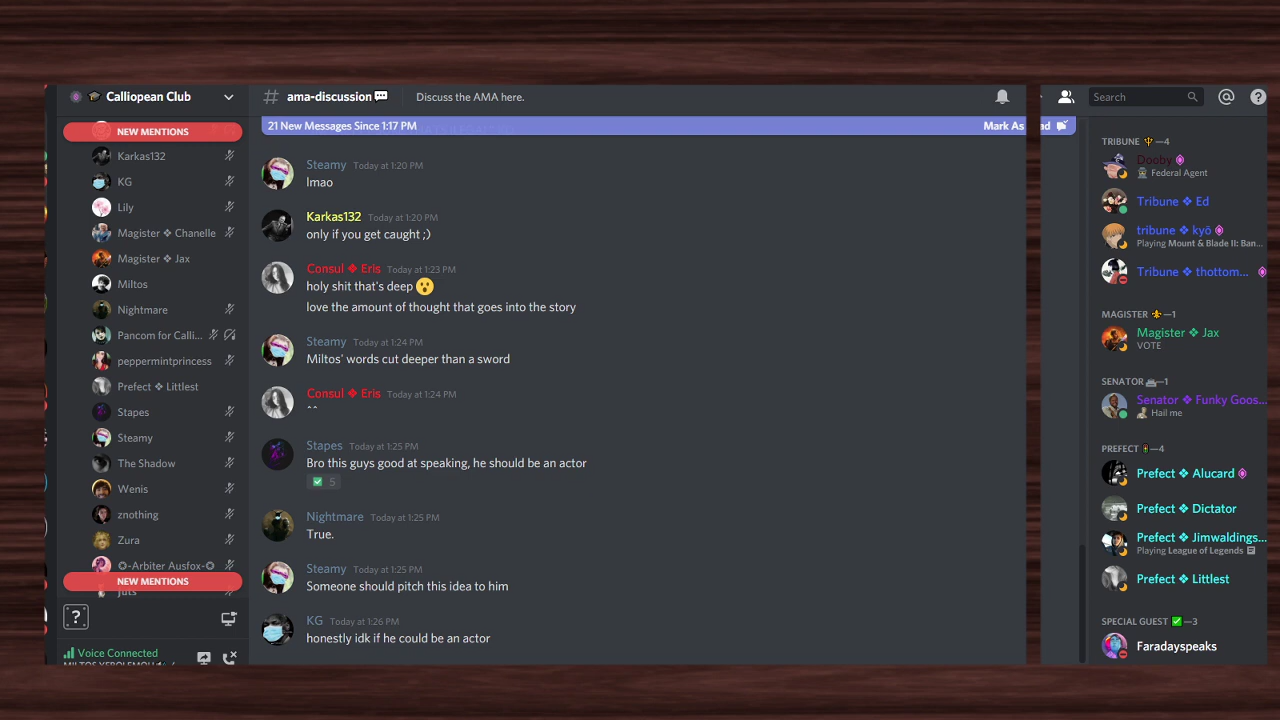 Calliopean Club
NEW MENTIONS
Karkas132
KG
Lily
Magister ❖ Chanelle
Magister ❖ Jax
Miltos
Nightmare
Pancom for Calli...
peppermintprincess
Prefect ❖ Littlest
Stapes
Steamy
The Shadow
Wenis
znothing
Zura
✪-Arbiter Ausfox-✪
NEW MENTIONS
?
Voice Connected
# ama-discussion
Discuss the AMA here.
21 New Messages Since 1:17 PM
Mark As
Steamy Today at 1:20 PM
lmao
Karkas132 Today at 1:20 PM
only if you get caught ;)
Consul ❖ Eris Today at 1:23 PM
holy shit that's deep 😮
love the amount of thought that goes into the story
Steamy Today at 1:24 PM
Miltos' words cut deeper than a sword
Consul ❖ Eris Today at 1:24 PM
^^
Stapes Today at 1:25 PM
Bro this guys good at speaking, he should be an actor
✅ 5
Nightmare Today at 1:25 PM
True.
Steamy Today at 1:25 PM
Someone should pitch this idea to him
KG Today at 1:26 PM
honestly idk if he could be an actor
Search
ad
TRIBUNE 🔱—4
Dooby
Federal Agent
Tribune ❖ Ed
tribune ❖ kyō
Playing Mount & Blade II: Ban...
Tribune ❖ thottom...
MAGISTER ⚜—1
Magister ❖ Jax
VOTE
SENATOR —1
Senator ❖ Funky Goos...
Hail me
PREFECT —4
Prefect ❖ Alucard
Prefect ❖ Dictator
Prefect ❖ Jimwaldings...
Playing League of Legends
Prefect ❖ Littlest
SPECIAL GUEST ✅—3
Faradayspeaks